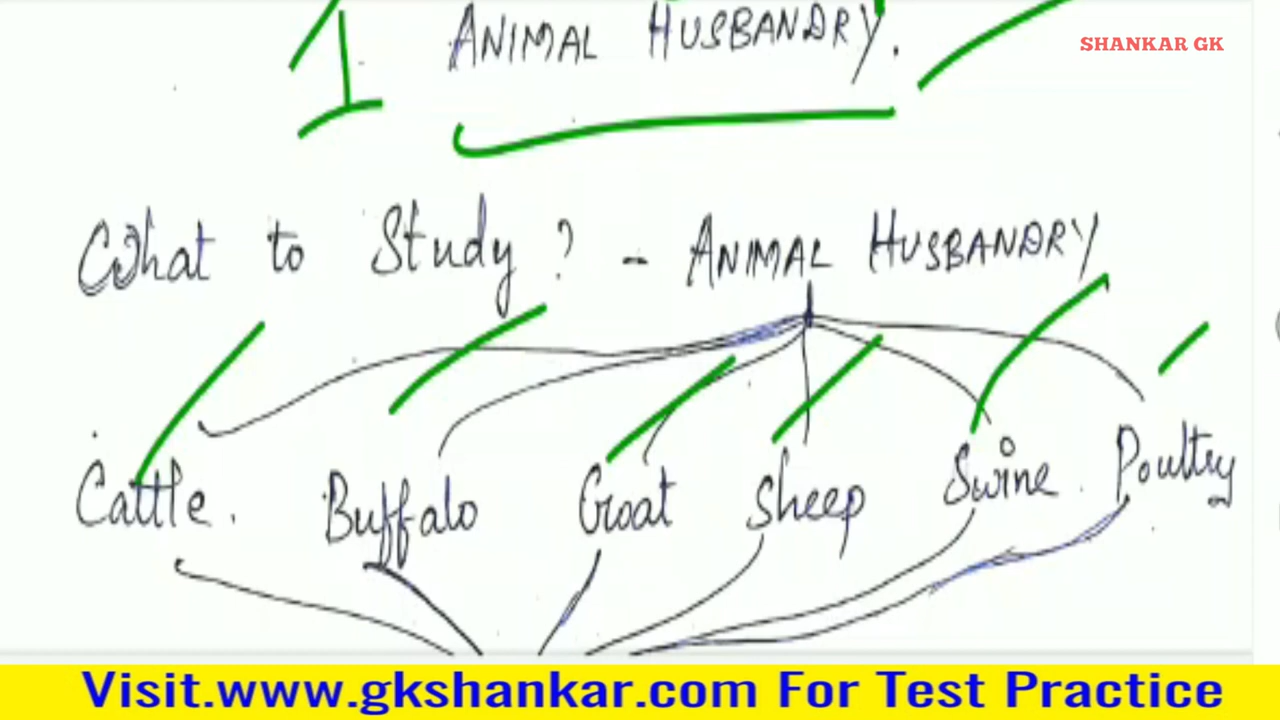 1 ANIMAL HUSBANDRY.
SHANKAR GK
What to Study? - ANIMAL HUSBANDRY
Cattle. Buffalo Goat Sheep Swine. Poultry
Visit.www.gkshankar.com For Test Practice